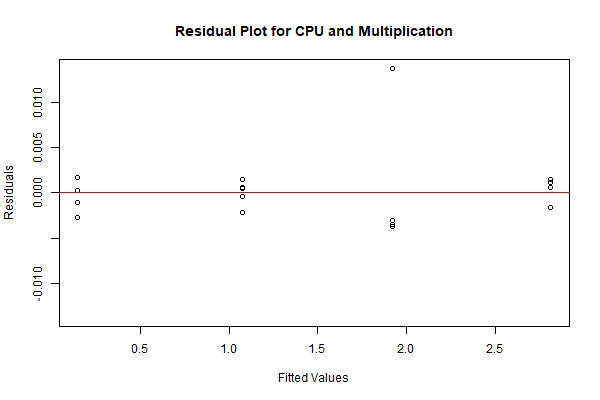 Residual Plot for CPU and Multiplication
0.010
0.005
0.000
-0.010
Residuals
0.5 1.0 1.5 2.0 2.5
Fitted Values